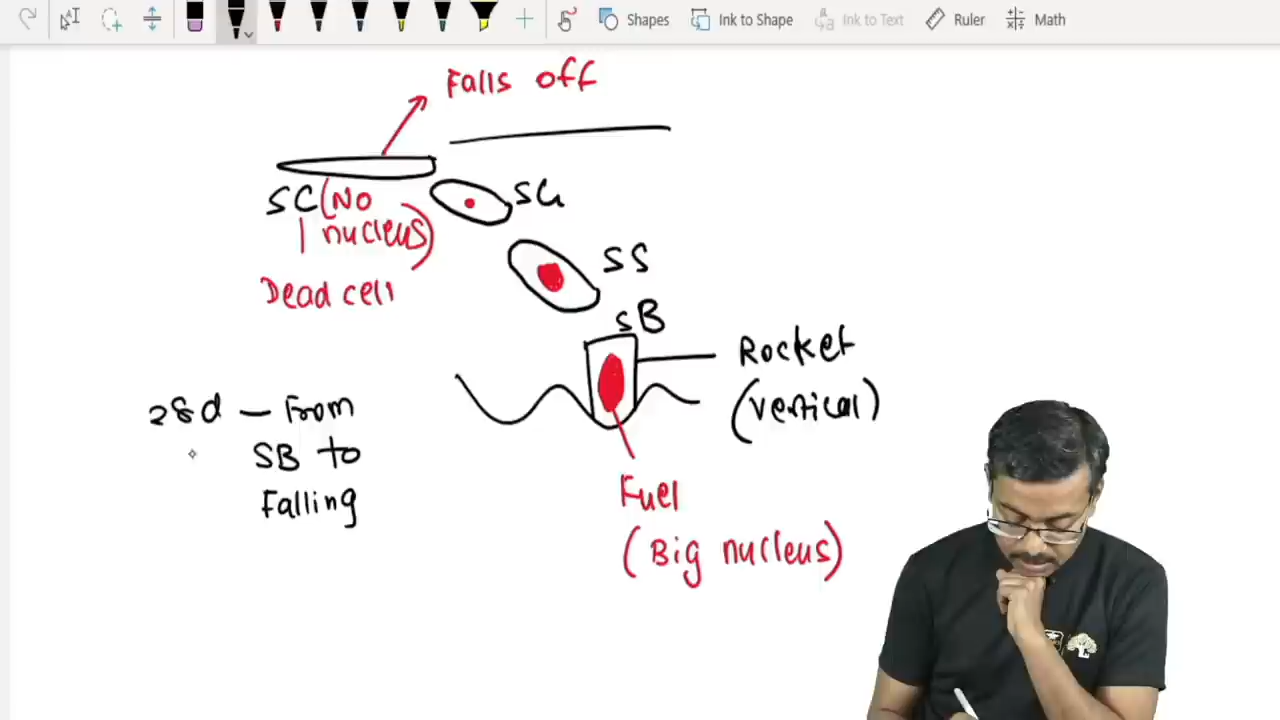 Shapes
Ink to Shape
Ink to Text
Ruler
Math
Falls off
SC (No
nucleus)
Dead cell
SG
SS
SB
Rocket
(vertical)
28d – From
SB to
Falling
Fuel
(Big nucleus)